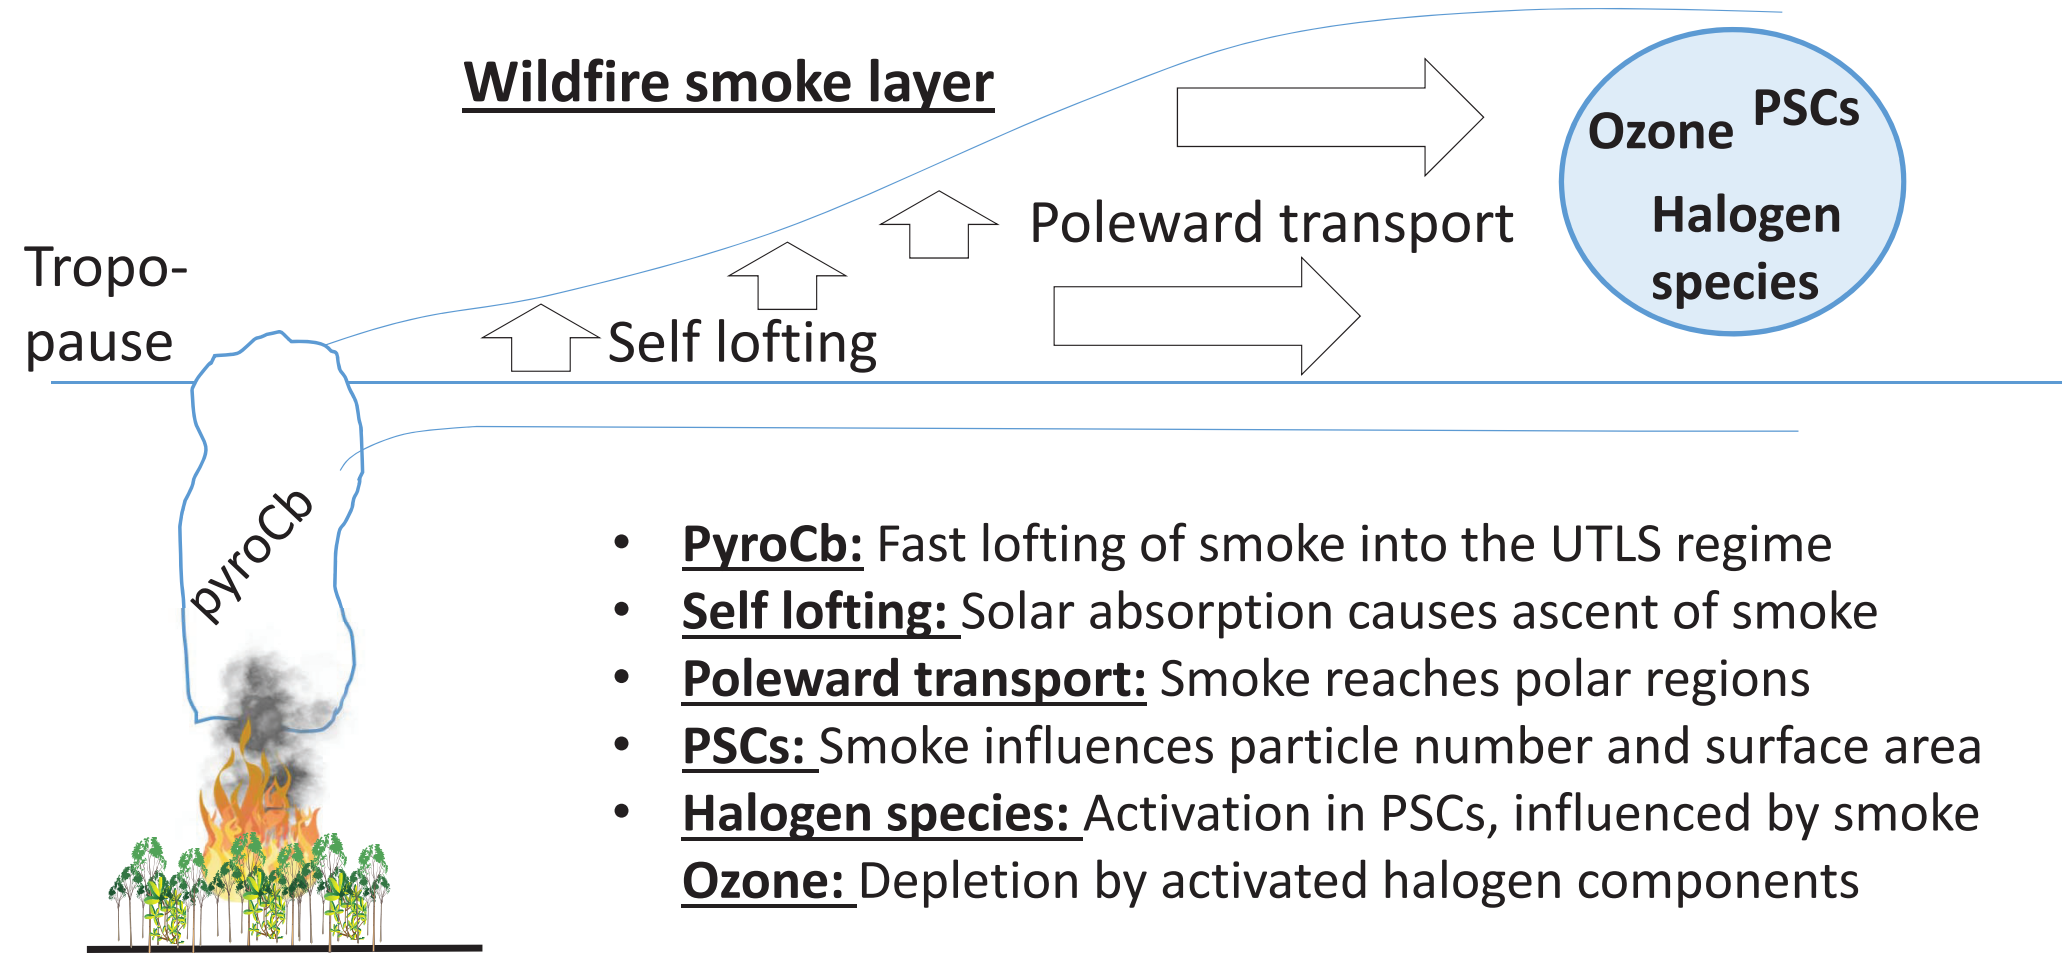 Wildfire smoke layer
Ozone
PSCs
Halogen
species
Poleward transport
Self lofting
Tropo-
pause
pyroCb
• PyroCb: Fast lofting of smoke into the UTLS regime
• Self lofting: Solar absorption causes ascent of smoke
• Poleward transport: Smoke reaches polar regions
• PSCs: Smoke influences particle number and surface area
• Halogen species: Activation in PSCs, influenced by smoke
Ozone: Depletion by activated halogen components